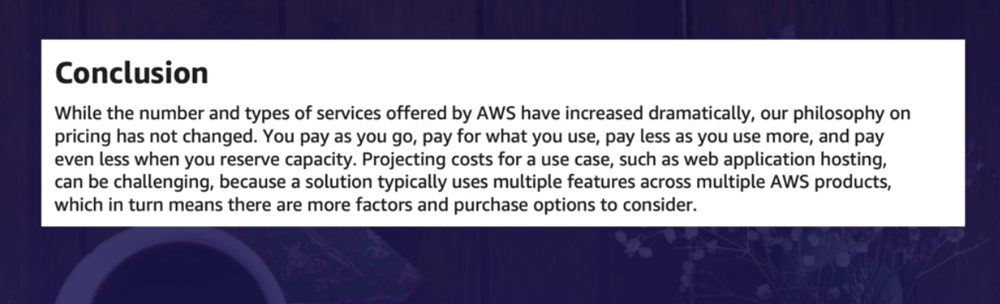 Conclusion
While the number and types of services offered by AWS have increased dramatically, our philosophy on
pricing has not changed. You pay as you go, pay for what you use, pay less as you use more, and pay
even less when you reserve capacity. Projecting costs for a use case, such as web application hosting,
can be challenging, because a solution typically uses multiple features across multiple AWS products,
which in turn means there are more factors and purchase options to consider.